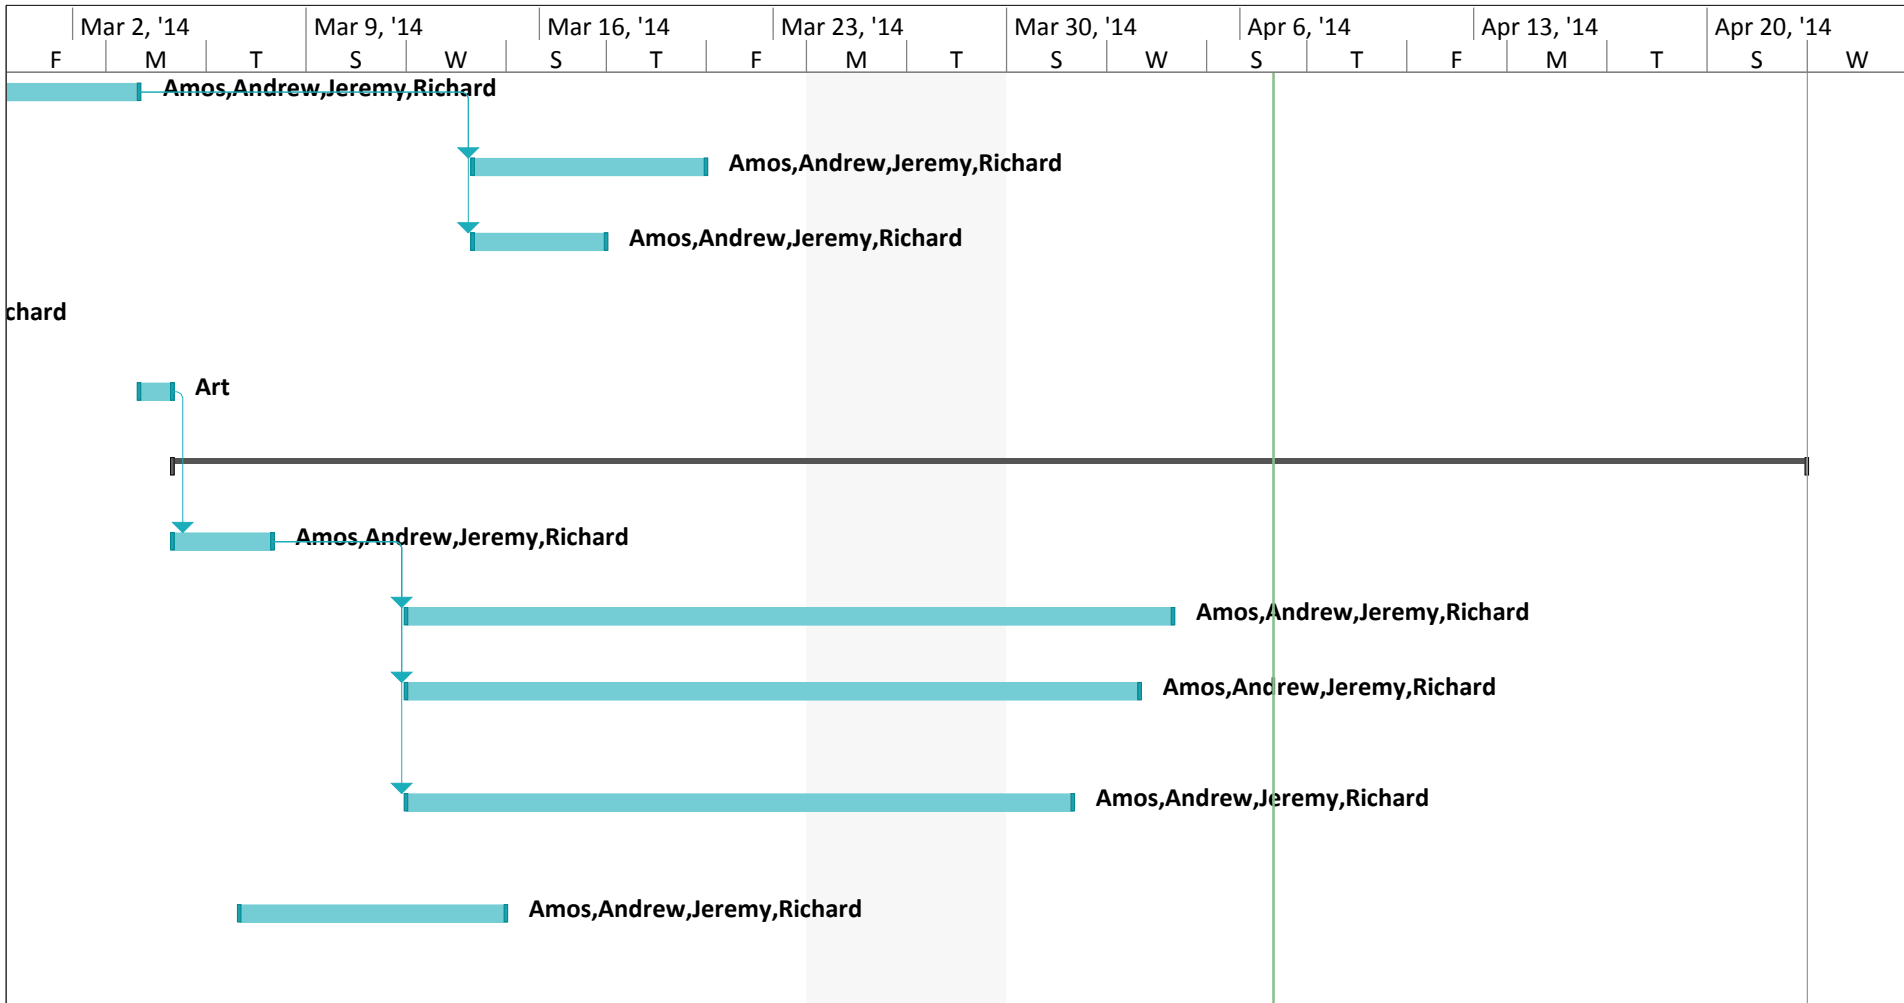 Mar 2, '14 Mar 9, '14 Mar 16, '14 Mar 23, '14 Mar 30, '14 Apr 6, '14 Apr 13, '14 Apr 20, '14
F M T S W S T F M T S W S T F M T S W
Amos,Andrew,Jeremy,Richard
Amos,Andrew,Jeremy,Richard
Amos,Andrew,Jeremy,Richard
chard
Art
Amos,Andrew,Jeremy,Richard
Amos,Andrew,Jeremy,Richard
Amos,Andrew,Jeremy,Richard
Amos,Andrew,Jeremy,Richard
Amos,Andrew,Jeremy,Richard